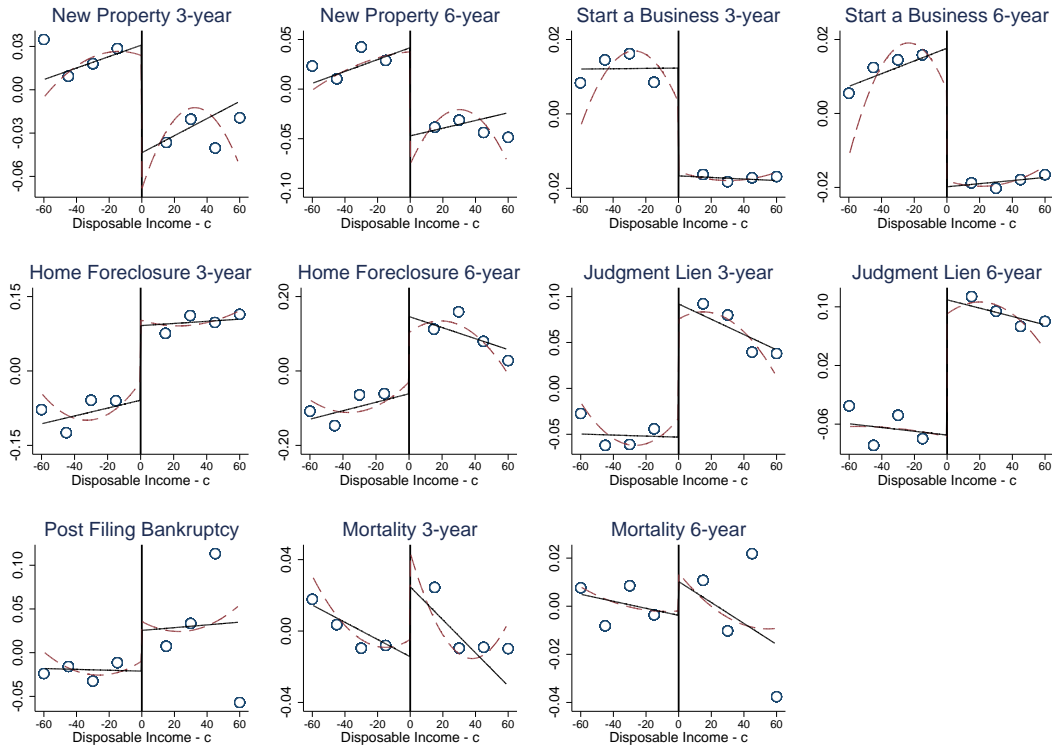 New Property 3-year
0.03
0.00
-0.03
-0.06
-60 -40 -20 0 20 40 60
Disposable Income - c
New Property 6-year
0.05
0.00
-0.05
-0.10
-60 -40 -20 0 20 40 60
Disposable Income - c
Start a Business 3-year
0.02
0.00
-0.02
-60 -40 -20 0 20 40 60
Disposable Income - c
Start a Business 6-year
0.02
0.00
-0.02
-60 -40 -20 0 20 40 60
Disposable Income - c
Home Foreclosure 3-year
0.15
0.00
-0.15
-60 -40 -20 0 20 40 60
Disposable Income - c
Home Foreclosure 6-year
0.20
0.00
-0.20
-60 -40 -20 0 20 40 60
Disposable Income - c
Judgment Lien 3-year
0.10
0.05
0.00
-0.05
-60 -40 -20 0 20 40 60
Disposable Income - c
Judgment Lien 6-year
0.10
0.02
-0.06
-60 -40 -20 0 20 40 60
Disposable Income - c
Post Filing Bankruptcy
0.10
0.05
0.00
-0.05
-60 -40 -20 0 20 40 60
Disposable Income - c
Mortality 3-year
0.04
0.00
-0.04
-60 -40 -20 0 20 40 60
Disposable Income - c
Mortality 6-year
0.02
0.00
-0.02
-0.04
-60 -40 -20 0 20 40 60
Disposable Income - c